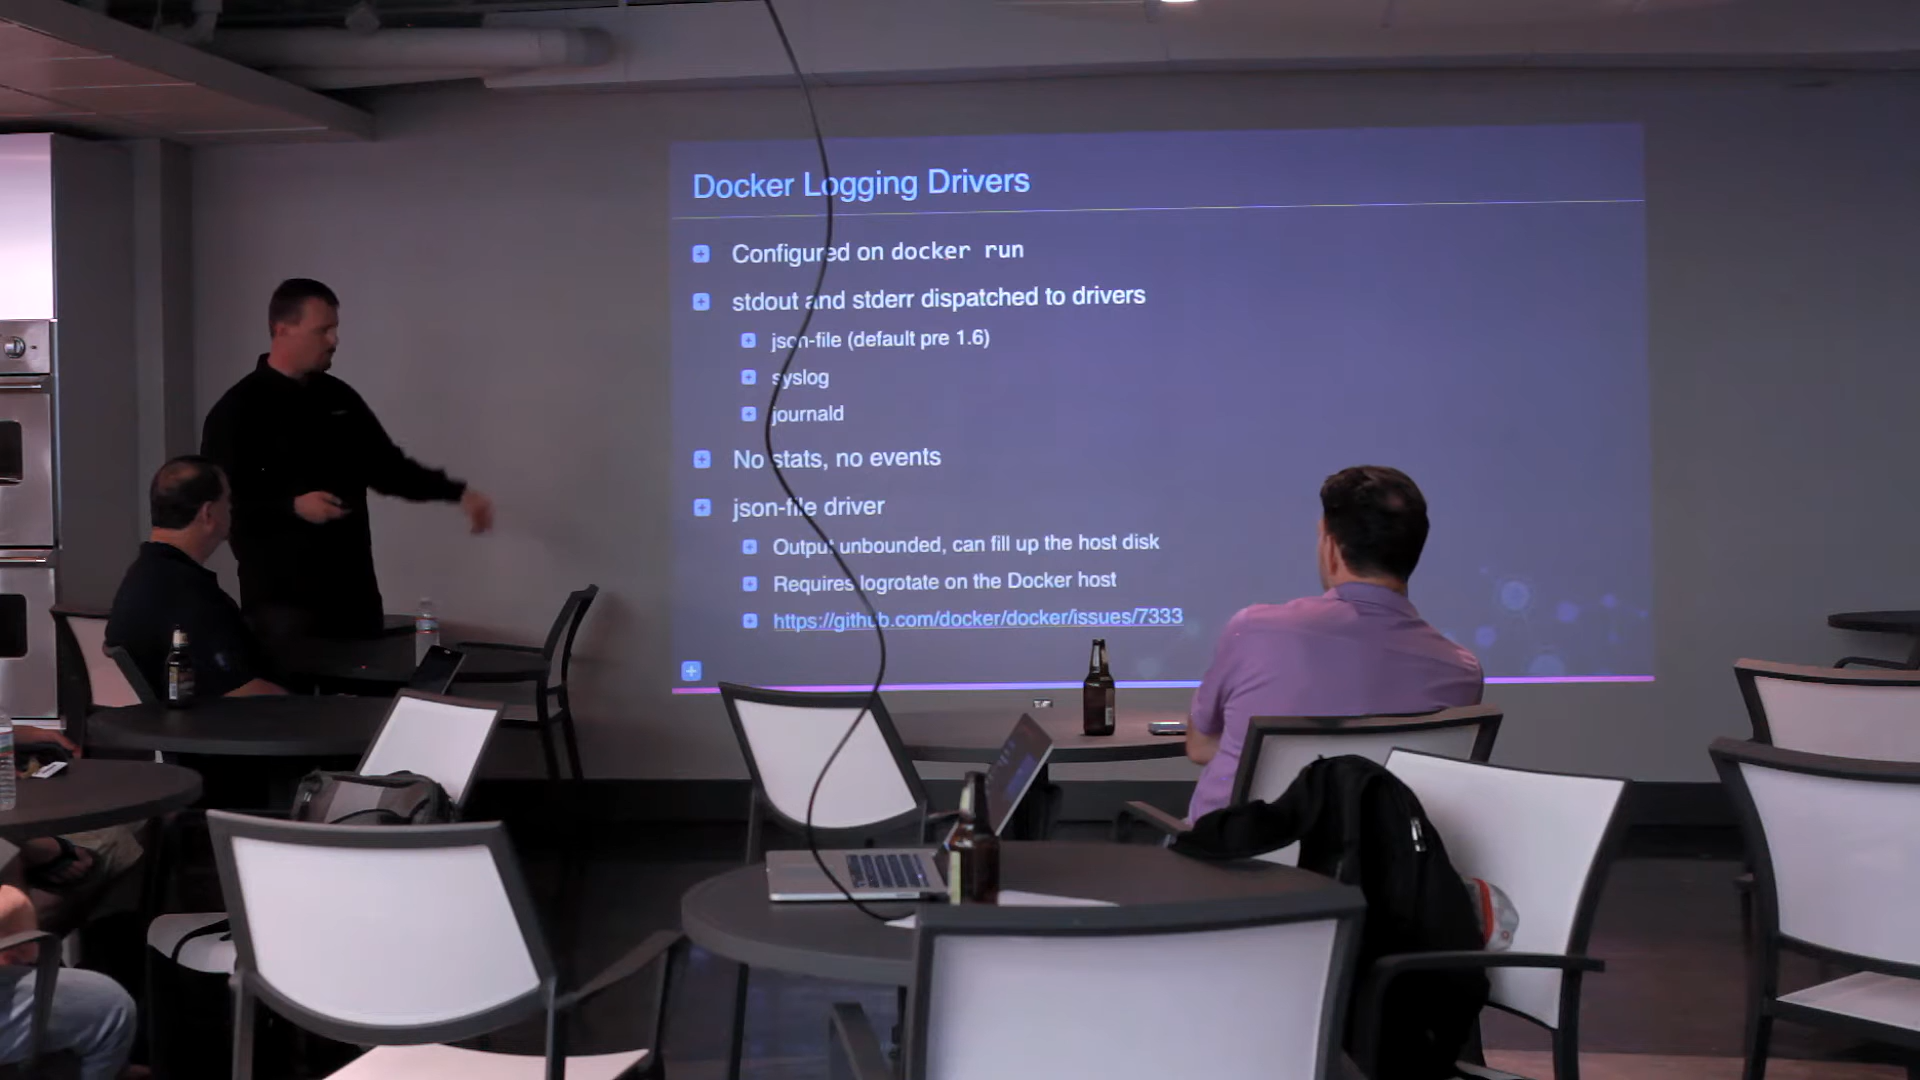 Docker Logging Drivers
Configured on docker run
stdout and stderr dispatched to drivers
json-file (default pre 1.6)
syslog
journald
No stats, no events
json-file driver
Output unbounded, can fill up the host disk
Requires logrotate on the Docker host
https://github.com/docker/docker/issues/7333